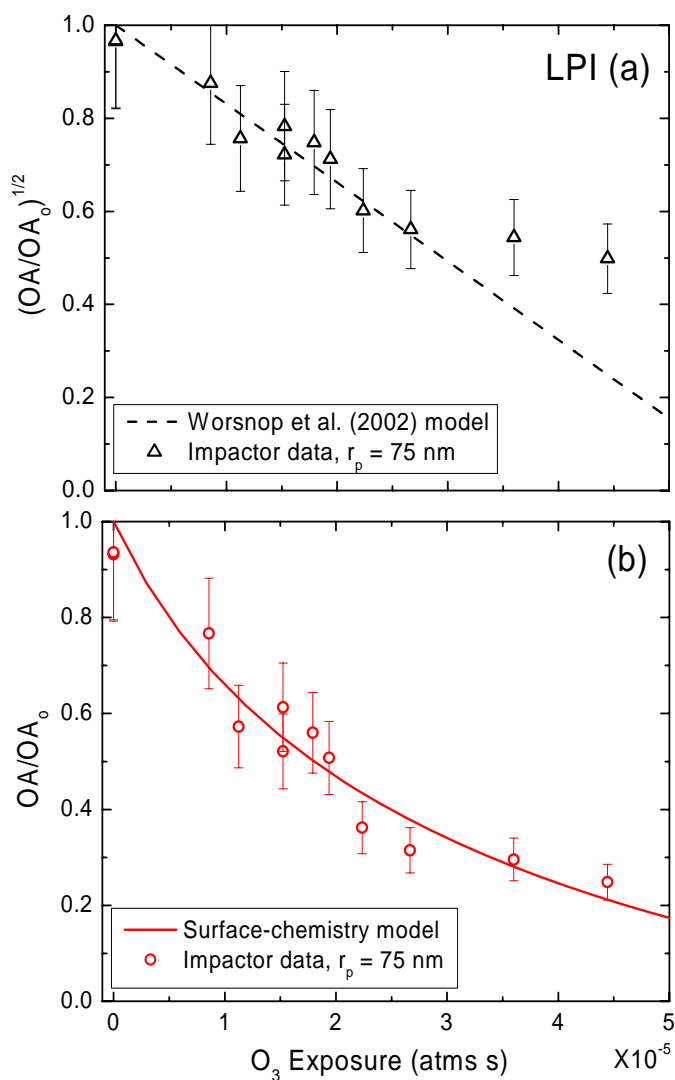 1.0
0.8
0.6
0.4
0.2
0.0
(OA/OAₒ)^1/2
LPI (a)
Worsnop et al. (2002) model
Impactor data, rₚ = 75 nm
1.0
0.8
0.6
0.4
0.2
0.0
OA/OAₒ
(b)
Surface-chemistry model
Impactor data, rₚ = 75 nm
0 1 2 3 4 5
O₃ Exposure (atms s)
X10⁻⁵